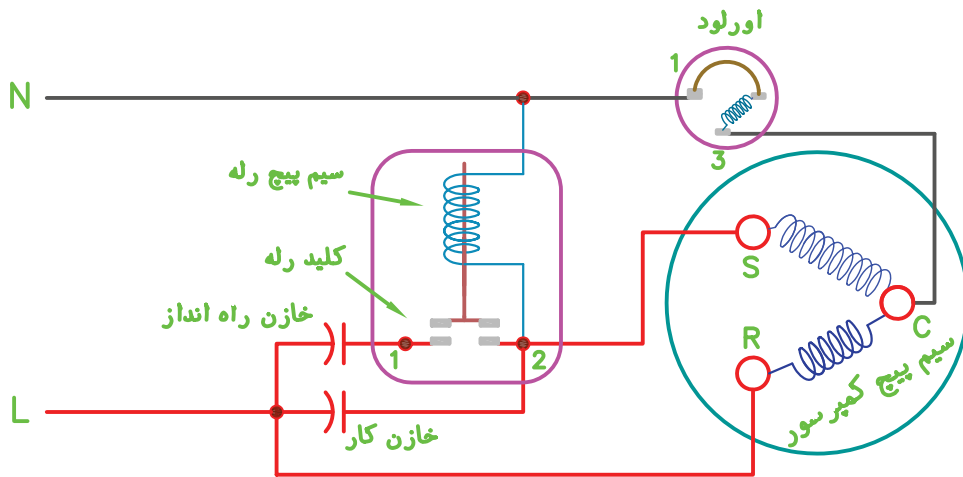 اورلود
1
N
3
سیم پیچ رله
S
کلید رله
C
خازن راه انداز
R
1
2
سیم پیچ کمپرسور
L
خازن کار